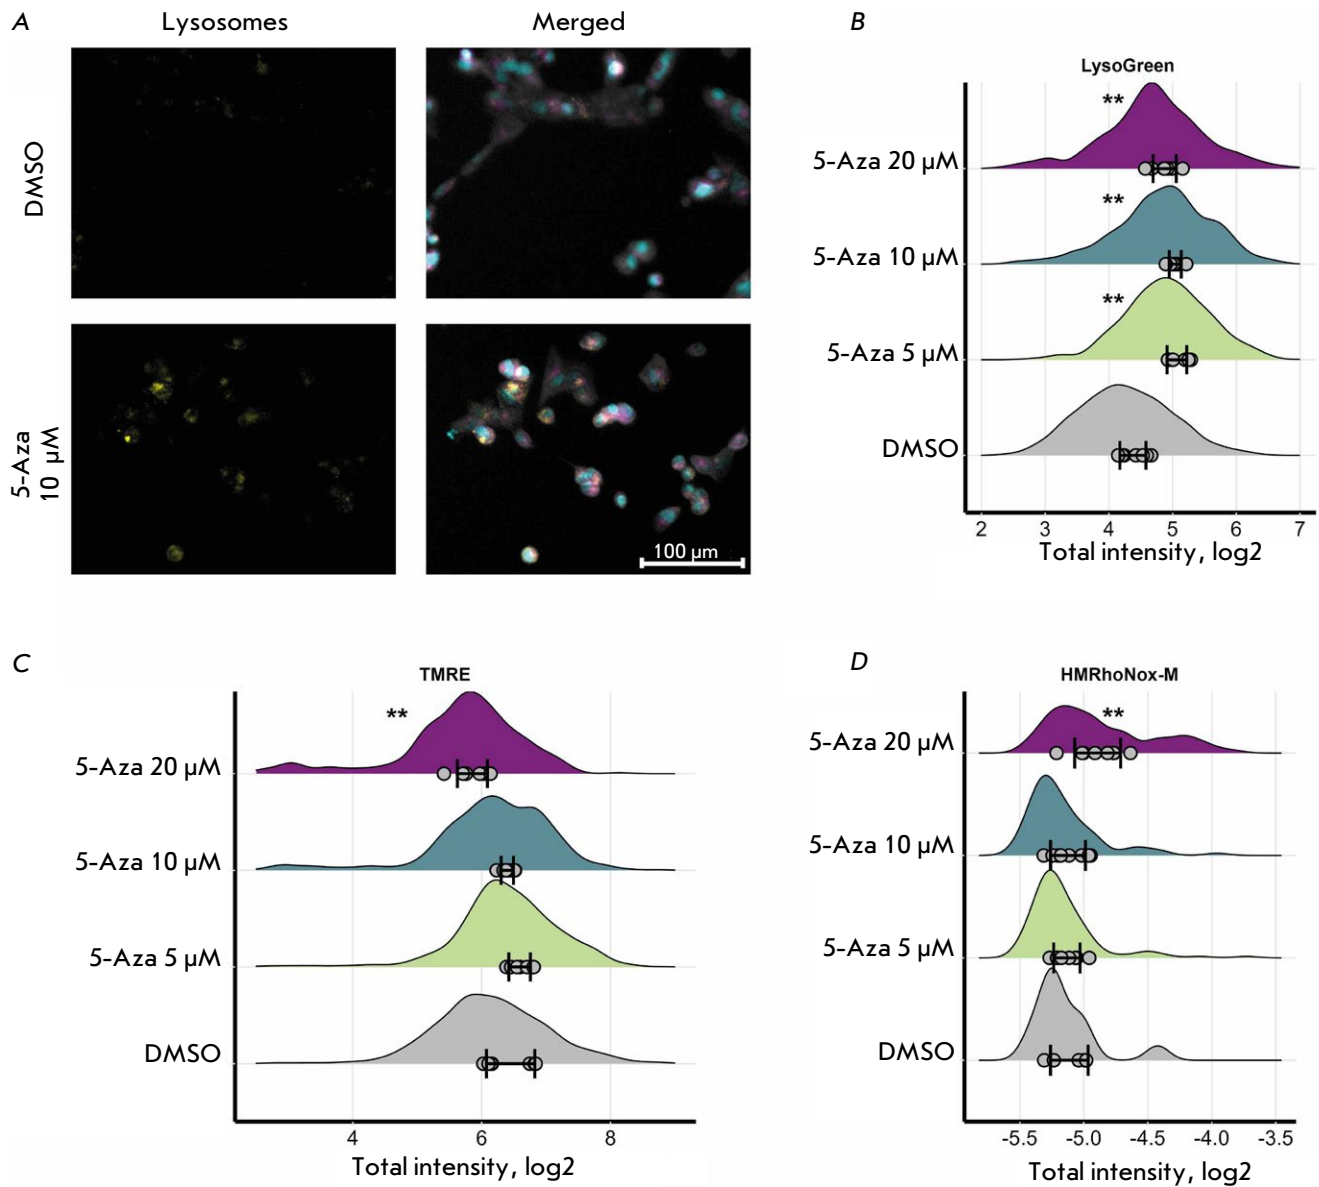 A
Lysosomes
Merged
DMSO
5-Aza
10 µM
100 µm
B
LysoGreen
**
5-Aza 20 µM
**
5-Aza 10 µM
**
5-Aza 5 µM
DMSO
2 3 4 5 6 7
Total intensity, log2
C
TMRE
**
5-Aza 20 µM
5-Aza 10 µM
5-Aza 5 µM
DMSO
4 6 8
Total intensity, log2
D
HMRhoNox-M
**
5-Aza 20 µM
5-Aza 10 µM
5-Aza 5 µM
DMSO
-5.5 -5.0 -4.5 -4.0 -3.5
Total intensity, log2